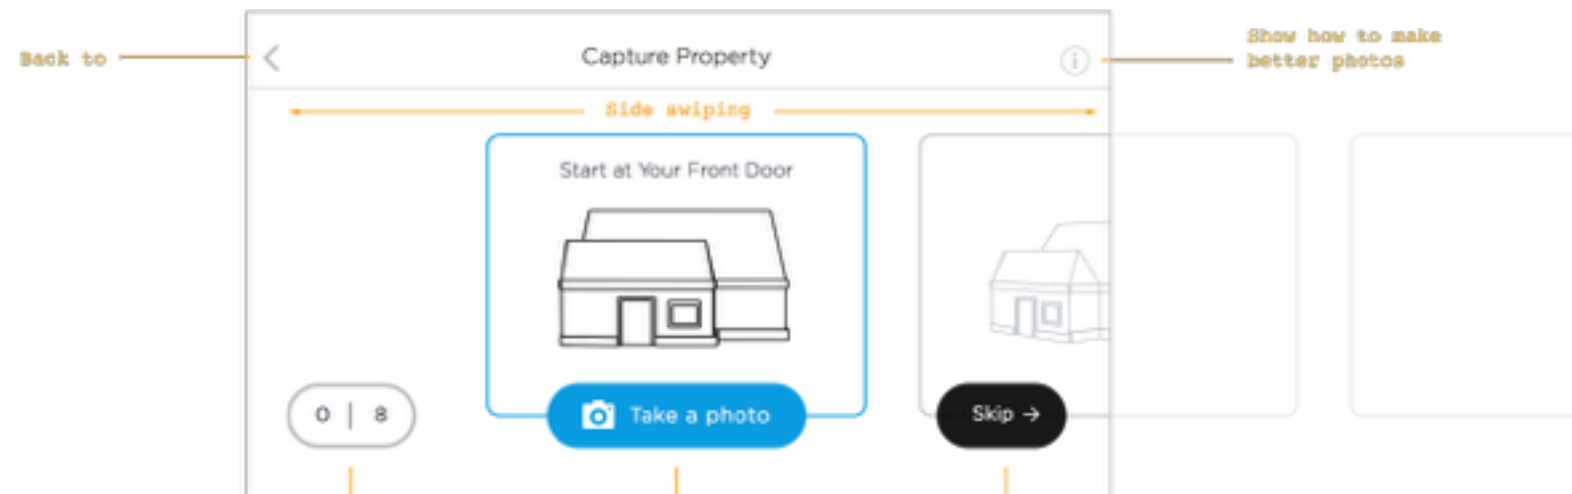 Back to
Capture Property
Show how to make
better photos
Side swiping
Start at Your Front Door
0 | 8
Take a photo
Skip →